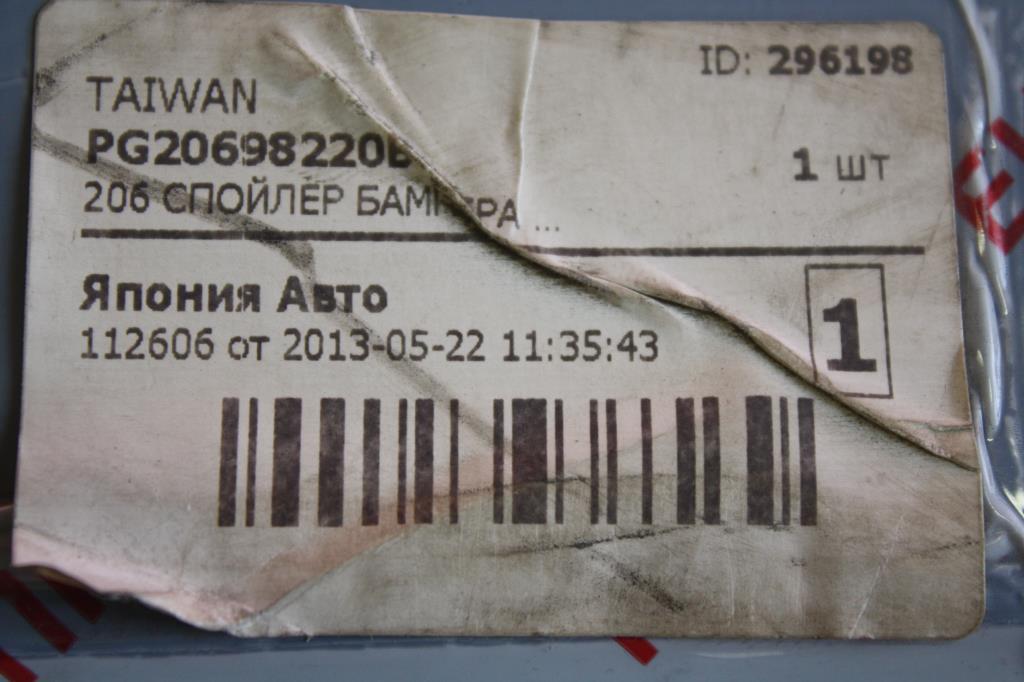 ID: 296198
TAIWAN
PG20698220B
1 шт
206 СПОЙЛЕР БАМПЕРА ...
Япония Авто
1
112606 от 2013-05-22 11:35:43